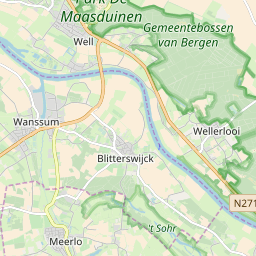 Park De
Maasduinen
Gemeentebossen
van Bergen
Well
Wanssum
Wellerlooi
Blitterswijck
N271
't Sohr
Meerlo